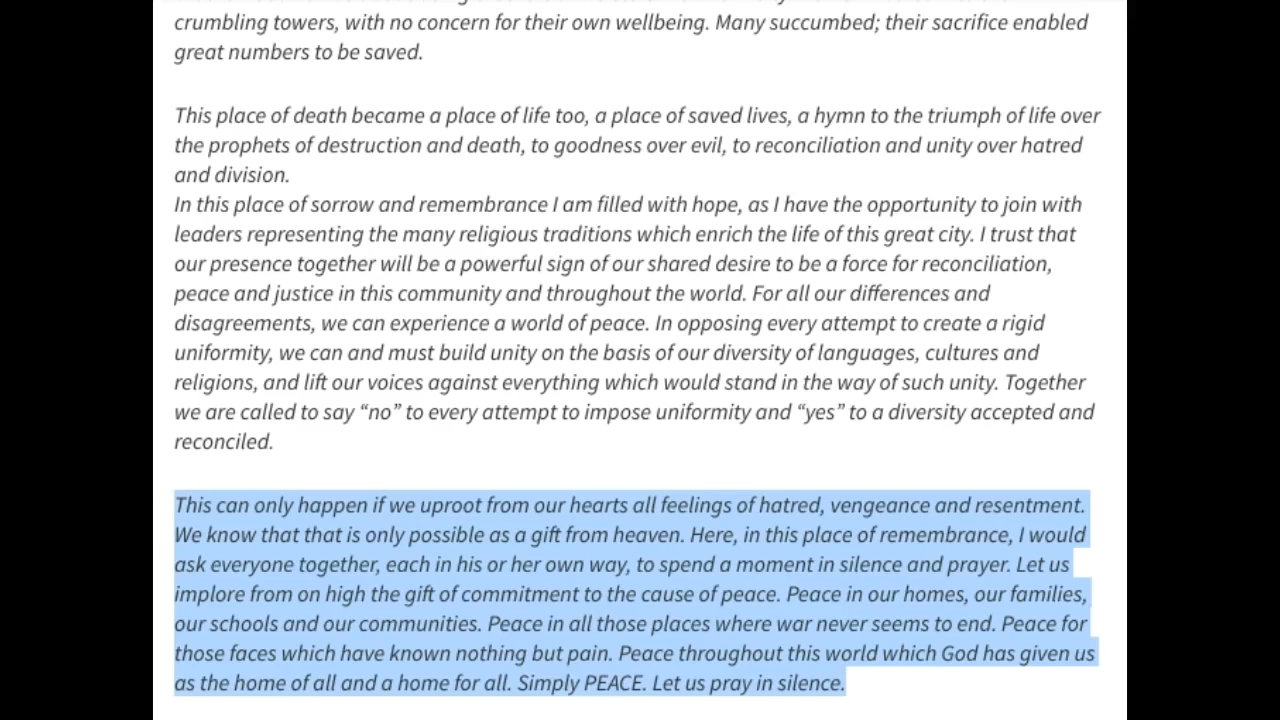 crumbling towers, with no concern for their own wellbeing. Many succumbed; their sacrifice enabled
great numbers to be saved.
This place of death became a place of life too, a place of saved lives, a hymn to the triumph of life over
the prophets of destruction and death, to goodness over evil, to reconciliation and unity over hatred
and division.
In this place of sorrow and remembrance I am filled with hope, as I have the opportunity to join with
leaders representing the many religious traditions which enrich the life of this great city. I trust that
our presence together will be a powerful sign of our shared desire to be a force for reconciliation,
peace and justice in this community and throughout the world. For all our differences and
disagreements, we can experience a world of peace. In opposing every attempt to create a rigid
uniformity, we can and must build unity on the basis of our diversity of languages, cultures and
religions, and lift our voices against everything which would stand in the way of such unity. Together
we are called to say “no” to every attempt to impose uniformity and “yes” to a diversity accepted and
reconciled.
This can only happen if we uproot from our hearts all feelings of hatred, vengeance and resentment.
We know that that is only possible as a gift from heaven. Here, in this place of remembrance, I would
ask everyone together, each in his or her own way, to spend a moment in silence and prayer. Let us
implore from on high the gift of commitment to the cause of peace. Peace in our homes, our families,
our schools and our communities. Peace in all those places where war never seems to end. Peace for
those faces which have known nothing but pain. Peace throughout this world which God has given us
as the home of all and a home for all. Simply PEACE. Let us pray in silence.